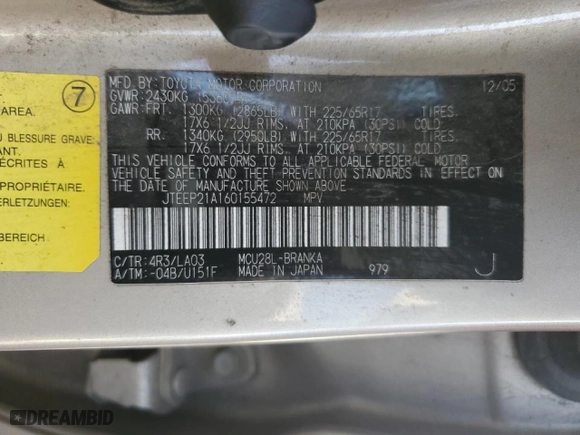 7
AREA.
U BLESSURE GRAVE
ANT.
ÉCRITES À
PROPRIÉTAIRE.
BEREICH
MFD.BY: MOTOR CORPORATION 12/05
GVWR:2430KG
GAWR:FRT. 1300KG (2865LB) WITH 225/65R17 TIRES.
17X6 1/2JJ RIMS AT 210KPA (30PSI) COLD
RR. 1340KG (2950LB) WITH 225/65R17 TIRES.
17X6 1/2JJ RIMS, AT 210KPA (30PSI) COLD
THIS VEHICLE CONFORMS TO ALL APPLICABLE FEDERAL MOTOR
VEHICLE SAFETY AND THEFT PREVENTION STANDARDS IN EFFECT ON
THE DATE OF MANUFACTURE SHOWN ABOVE.
JTEEP21A160155472 MPV
C/TR:4R3/LA03 MCU28L-BRANKA
A/TM:-04B/U151F MADE IN JAPAN 979 J
DREAMBID